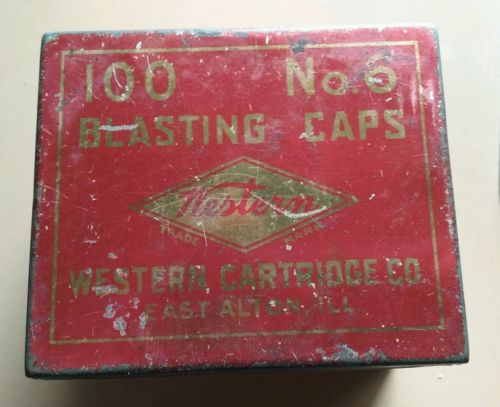 100 No. 6
BLASTING CAPS
Western
TRADE MARK
WESTERN CARTRIDGE CO.
EAST ALTON, ILL.